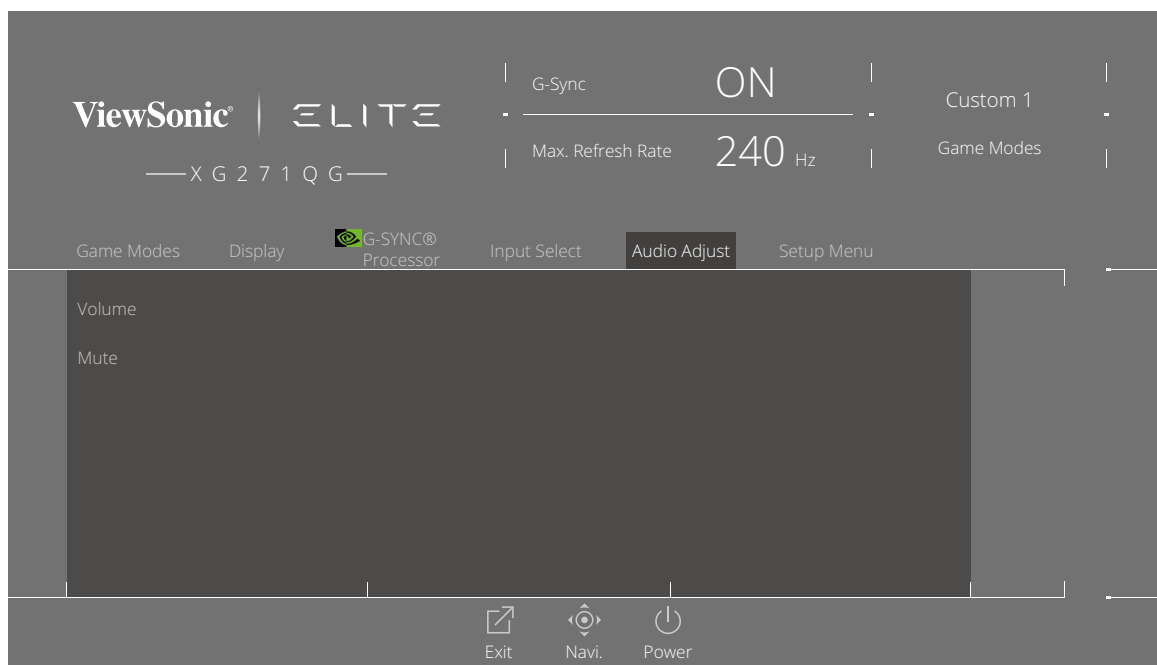 ViewSonic® ELITE
XG271QG
G-Sync ON
Max. Refresh Rate 240 Hz
Custom 1
Game Modes
Game Modes Display G-SYNC® Input Select Audio Adjust Setup Menu
Processor
Volume
Mute
Exit Navi. Power